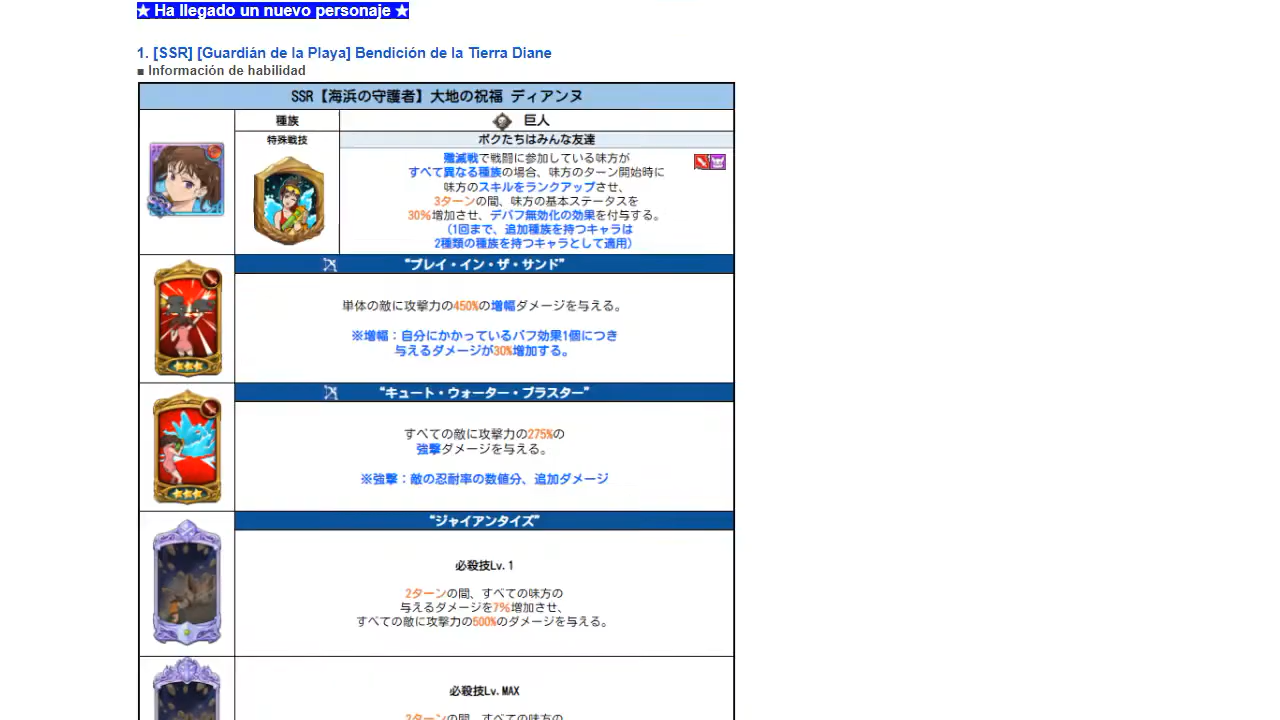 ★ Ha llegado un nuevo personaje ★
1. [SSR] [Guardián de la Playa] Bendición de la Tierra Diane
■ Información de habilidad
SSR【海浜の守護者】大地の祝福 ディアンヌ
種族
巨人
特殊戦技
ボクたちはみんな友達
殲滅戦で戦闘に参加している味方が
すべて異なる種族の場合、味方のターン開始時に
味方のスキルをランクアップさせ、
3ターンの間、味方の基本ステータスを
30%増加させ、デバフ無効化の効果を付与する。
(1回まで、追加種族を持つキャラは
2種類の種族を持つキャラとして適用)
“プレイ・イン・ザ・サンド”
単体の敵に攻撃力の450%の増幅ダメージを与える。
※増幅：自分にかかっているバフ効果1個につき
与えるダメージが30%増加する。
“キュート・ウォーター・ブラスター”
すべての敵に攻撃力の275%の
強撃ダメージを与える。
※強撃：敵の忍耐率の数値分、追加ダメージ
“ジャイアンタイズ”
必殺技Lv.1
2ターンの間、すべての味方の
与えるダメージを7%増加させ、
すべての敵に攻撃力の500%のダメージを与える。
必殺技Lv.MAX
2ターンの間、すべての味方の